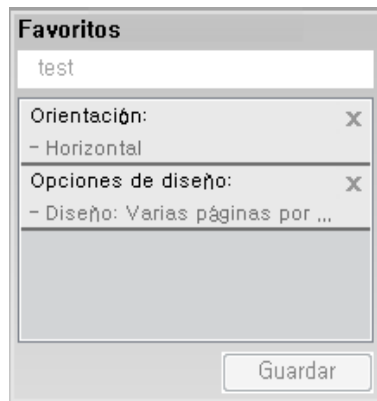 Favoritos
test
Orientación: x
- Horizontal
Opciones de diseño: x
- Diseño: Varias páginas por ...
Guardar